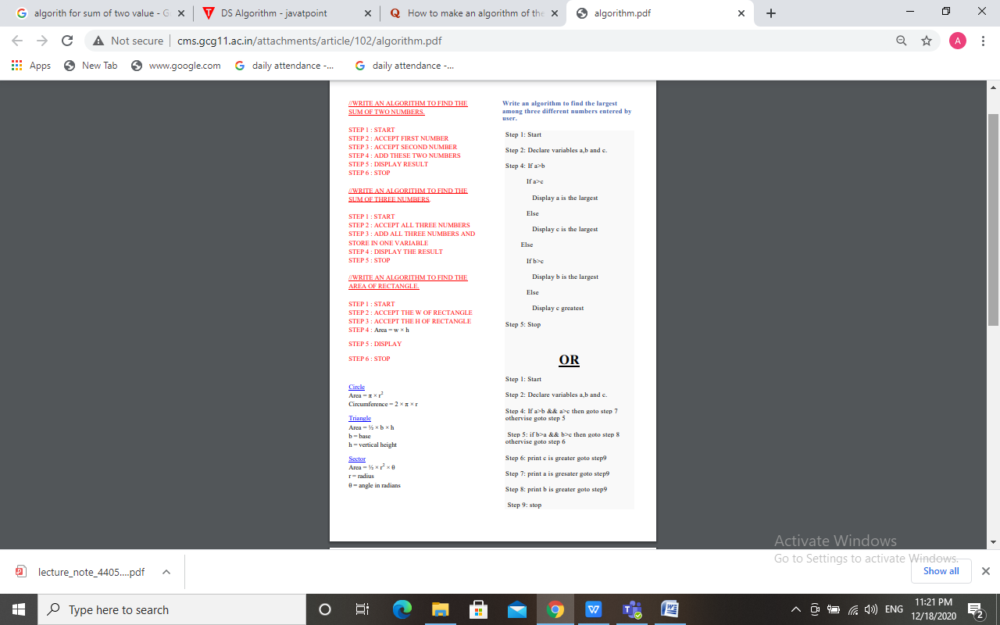 algorith for sum of two value - G
DS Algorithm - javatpoint
How to make an algorithm of the
algorithm.pdf
Not secure
cms.gcg11.ac.in/attachments/article/102/algorithm.pdf
A
Apps
New Tab
www.google.com
daily attendance -...
daily attendance -...
//WRITE AN ALGORITHM TO FIND THE
SUM OF TWO NUMBERS.
STEP 1 : START
STEP 2 : ACCEPT FIRST NUMBER
STEP 3 : ACCEPT SECOND NUMBER
STEP 4 : ADD THESE TWO NUMBERS
STEP 5 : DISPLAY RESULT
STEP 6 : STOP
//WRITE AN ALGORITHM TO FIND THE
SUM OF THREE NUMBERS.
STEP 1 : START
STEP 2 : ACCEPT ALL THREE NUMBERS
STEP 3 : ADD ALL THREE NUMBERS AND
STORE IN ONE VARIABLE
STEP 4 : DISPLAY THE RESULT
STEP 5 : STOP
//WRITE AN ALGORITHM TO FIND THE
AREA OF RECTANGLE.
STEP 1 : START
STEP 2 : ACCEPT THE W OF RECTANGLE
STEP 3 : ACCEPT THE H OF RECTANGLE
STEP 4 : Area = w × h
STEP 5 : DISPLAY
STEP 6 : STOP
Circle
Area = π × r²
Circumference = 2 × π × r
Triangle
Area = ½ × b × h
b = base
h = vertical height
Sector
Area = ½ × r² × θ
r = radius
θ = angle in radians
Write an algorithm to find the largest
among three different numbers entered by
user.
Step 1: Start
Step 2: Declare variables a,b and c.
Step 4: If a>b
If a>c
Display a is the largest
Else
Display c is the largest
Else
If b>c
Display b is the largest
Else
Display c greatest
Step 5: Stop
OR
Step 1: Start
Step 2: Declare variables a,b and c.
Step 4: If a>b && a>c then goto step 7
othervise goto step 5
Step 5: if b>a && b>c then goto step 8
othervise goto step 6
Step 6: print c is greater goto step9
Step 7: print a is gresater goto step9
Step 8: print b is greater goto step9
Step 9: stop
Activate Windows
Go to Settings to activate Windows.
lecture_note_4405....pdf
Show all
Type here to search
ENG
11:21 PM
12/18/2020
2